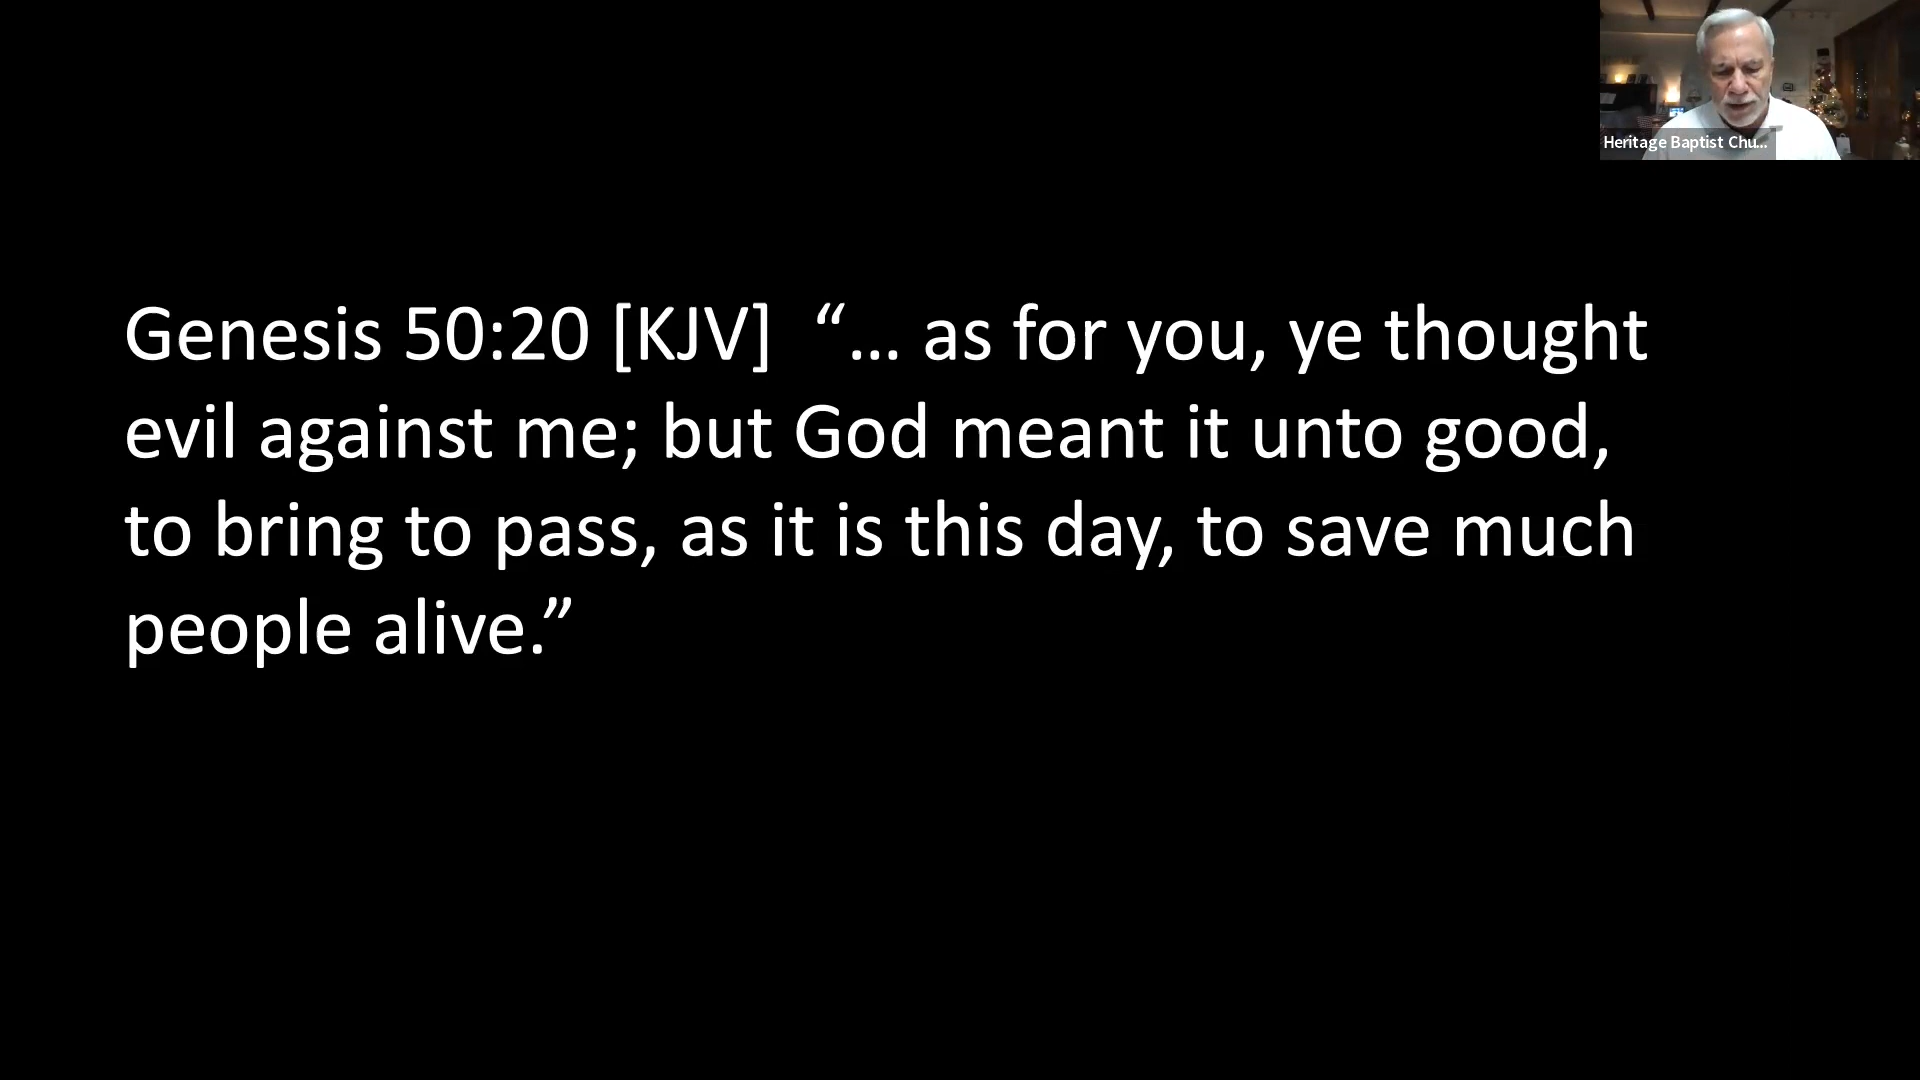 Heritage Baptist Chu...
Genesis 50:20 [KJV]  “… as for you, ye thought
evil against me; but God meant it unto good,
to bring to pass, as it is this day, to save much
people alive.”